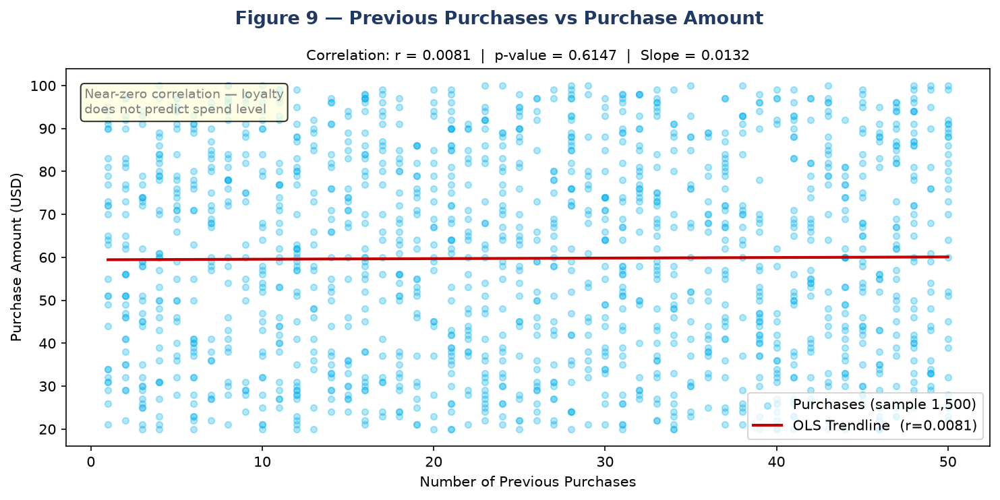 Figure 9 — Previous Purchases vs Purchase Amount
Correlation: r = 0.0081 | p-value = 0.6147 | Slope = 0.0132
Near-zero correlation — loyalty
does not predict spend level
100
90
80
70
60
50
40
30
20
Purchase Amount (USD)
Purchases (sample 1,500)
OLS Trendline (r=0.0081)
0
10
20
30
40
50
Number of Previous Purchases